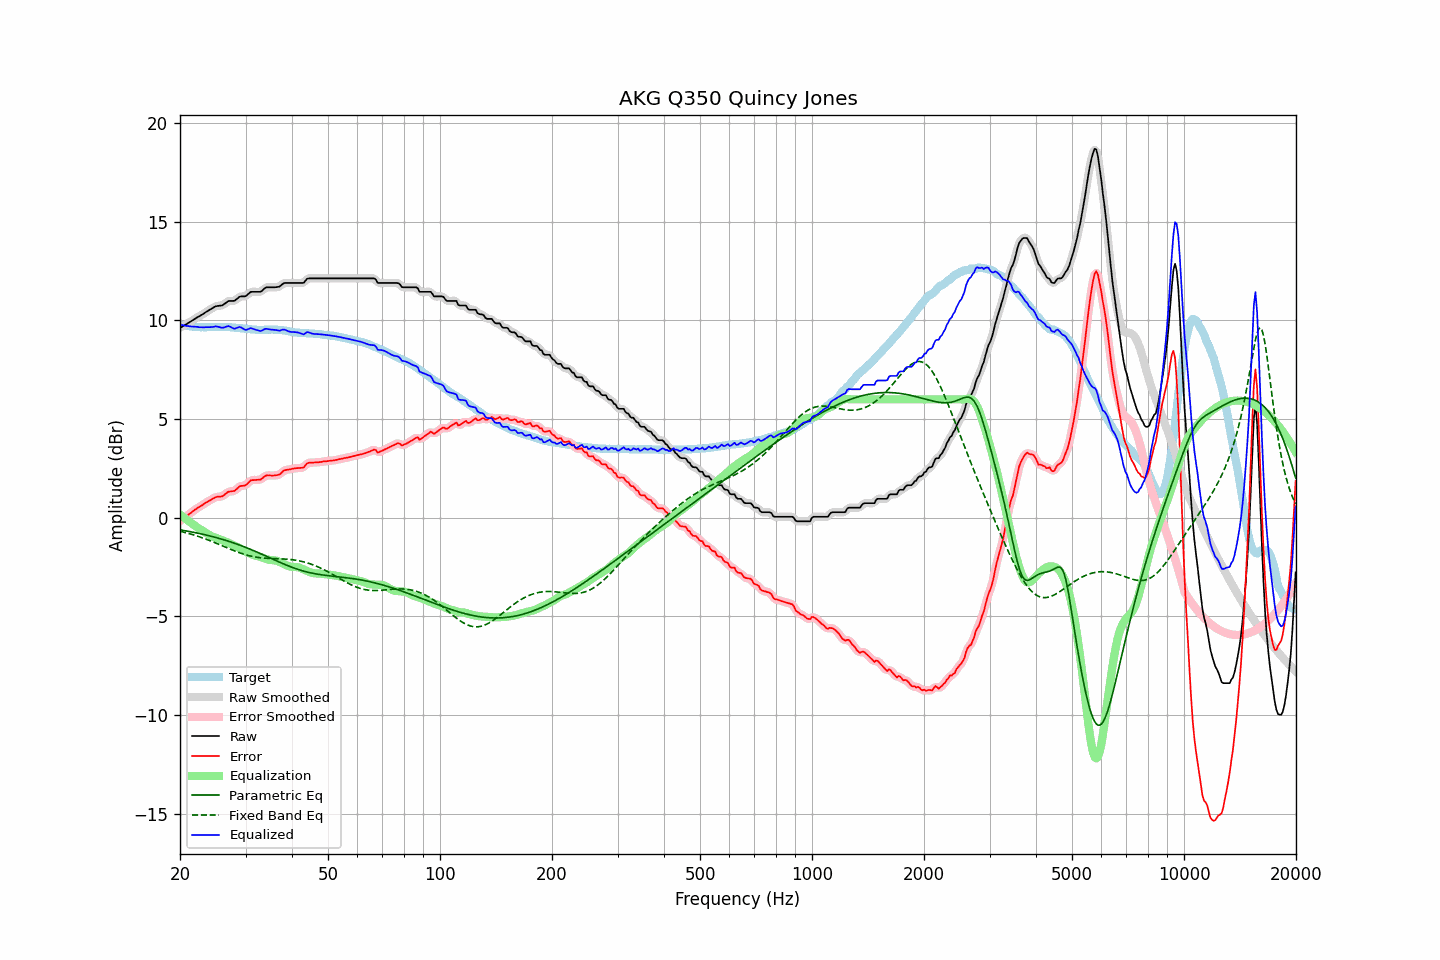 AKG Q350 Quincy Jones
20
15
10
5
0
−5
−10
−15
Amplitude (dBr)
Target
Raw Smoothed
Error Smoothed
Raw
Error
Equalization
Parametric Eq
Fixed Band Eq
Equalized
20 50 100 200 500 1000 2000 5000 10000 20000
Frequency (Hz)